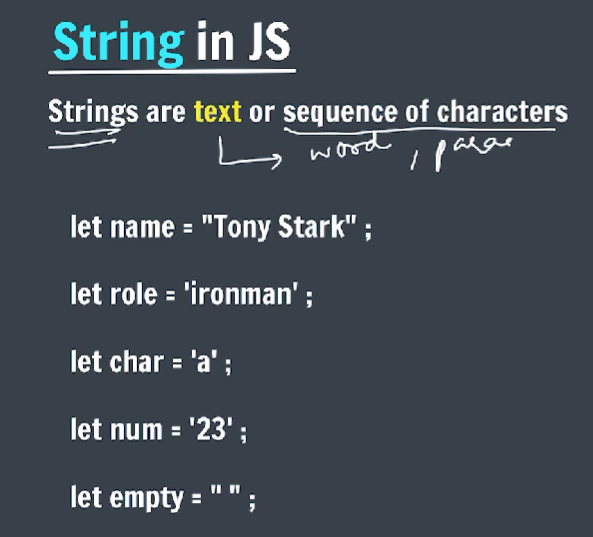 String in JS
Strings are text or sequence of characters
word , para
let name = "Tony Stark" ;
let role = 'ironman' ;
let char = 'a' ;
let num = '23' ;
let empty = " " ;